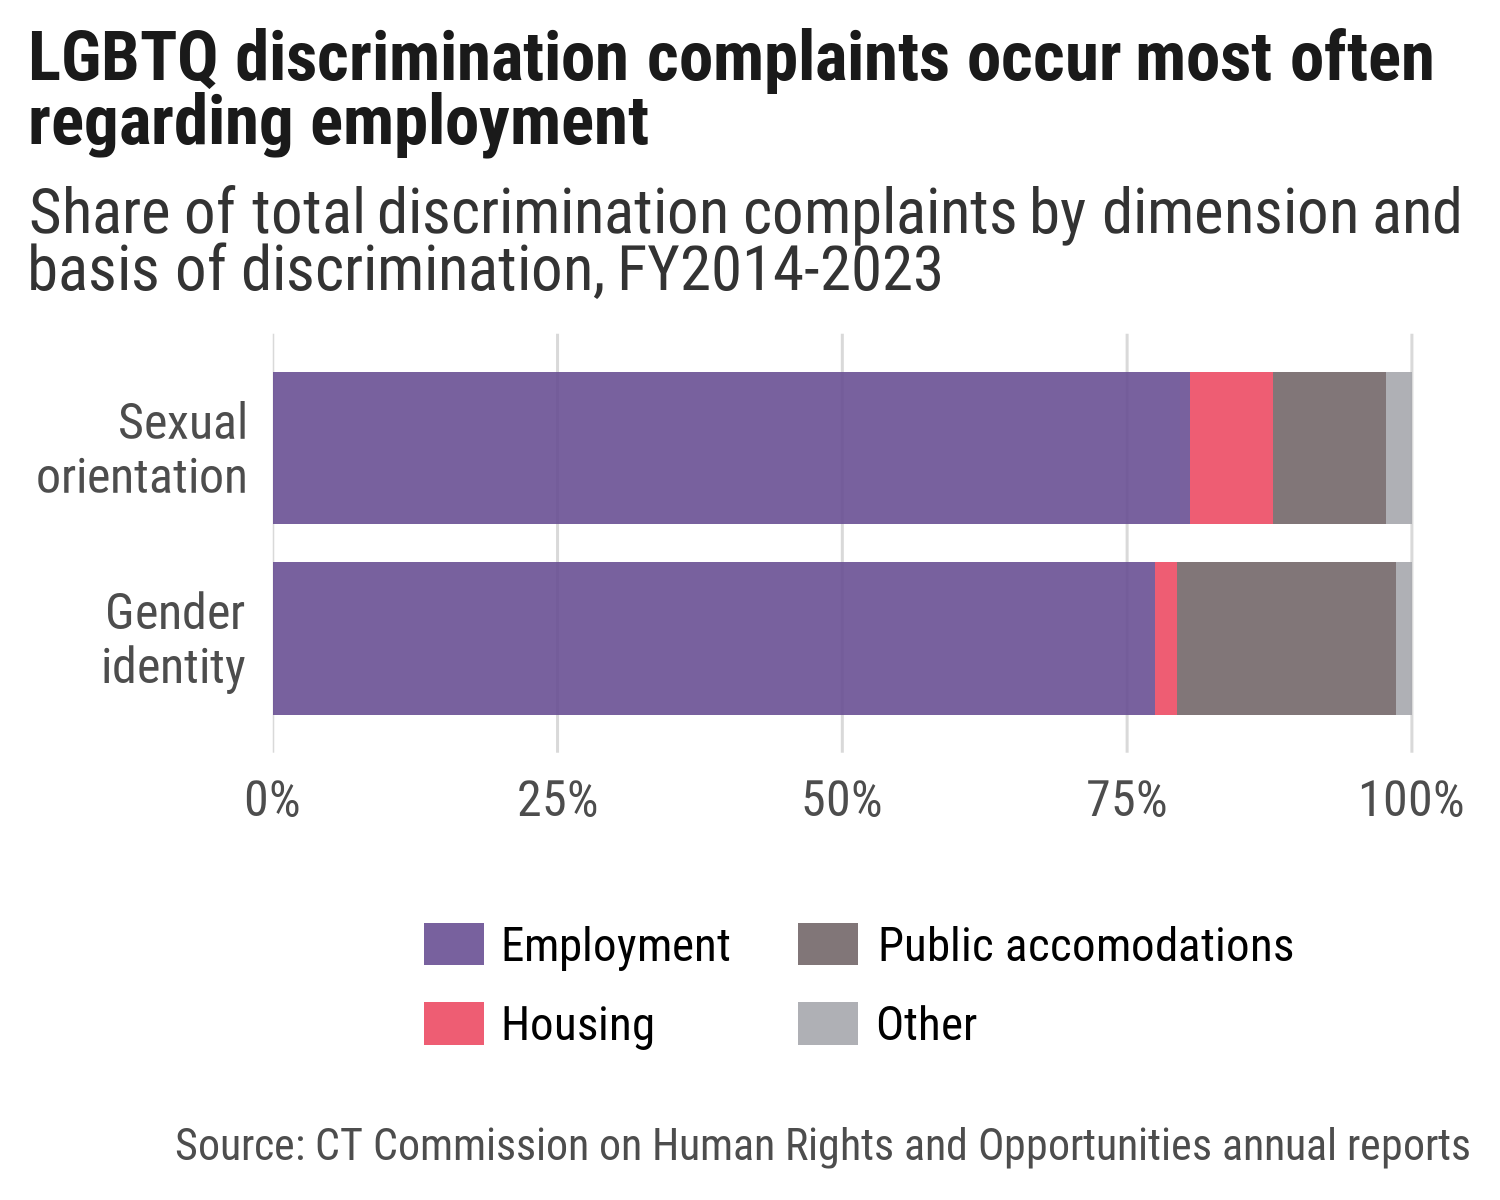 LGBTQ discrimination complaints occur most often
regarding employment
Share of total discrimination complaints by dimension and
basis of discrimination, FY2014-2023
Sexual
orientation
Gender
identity
0% 25% 50% 75% 100%
Employment Public accomodations
Housing Other
Source: CT Commission on Human Rights and Opportunities annual reports